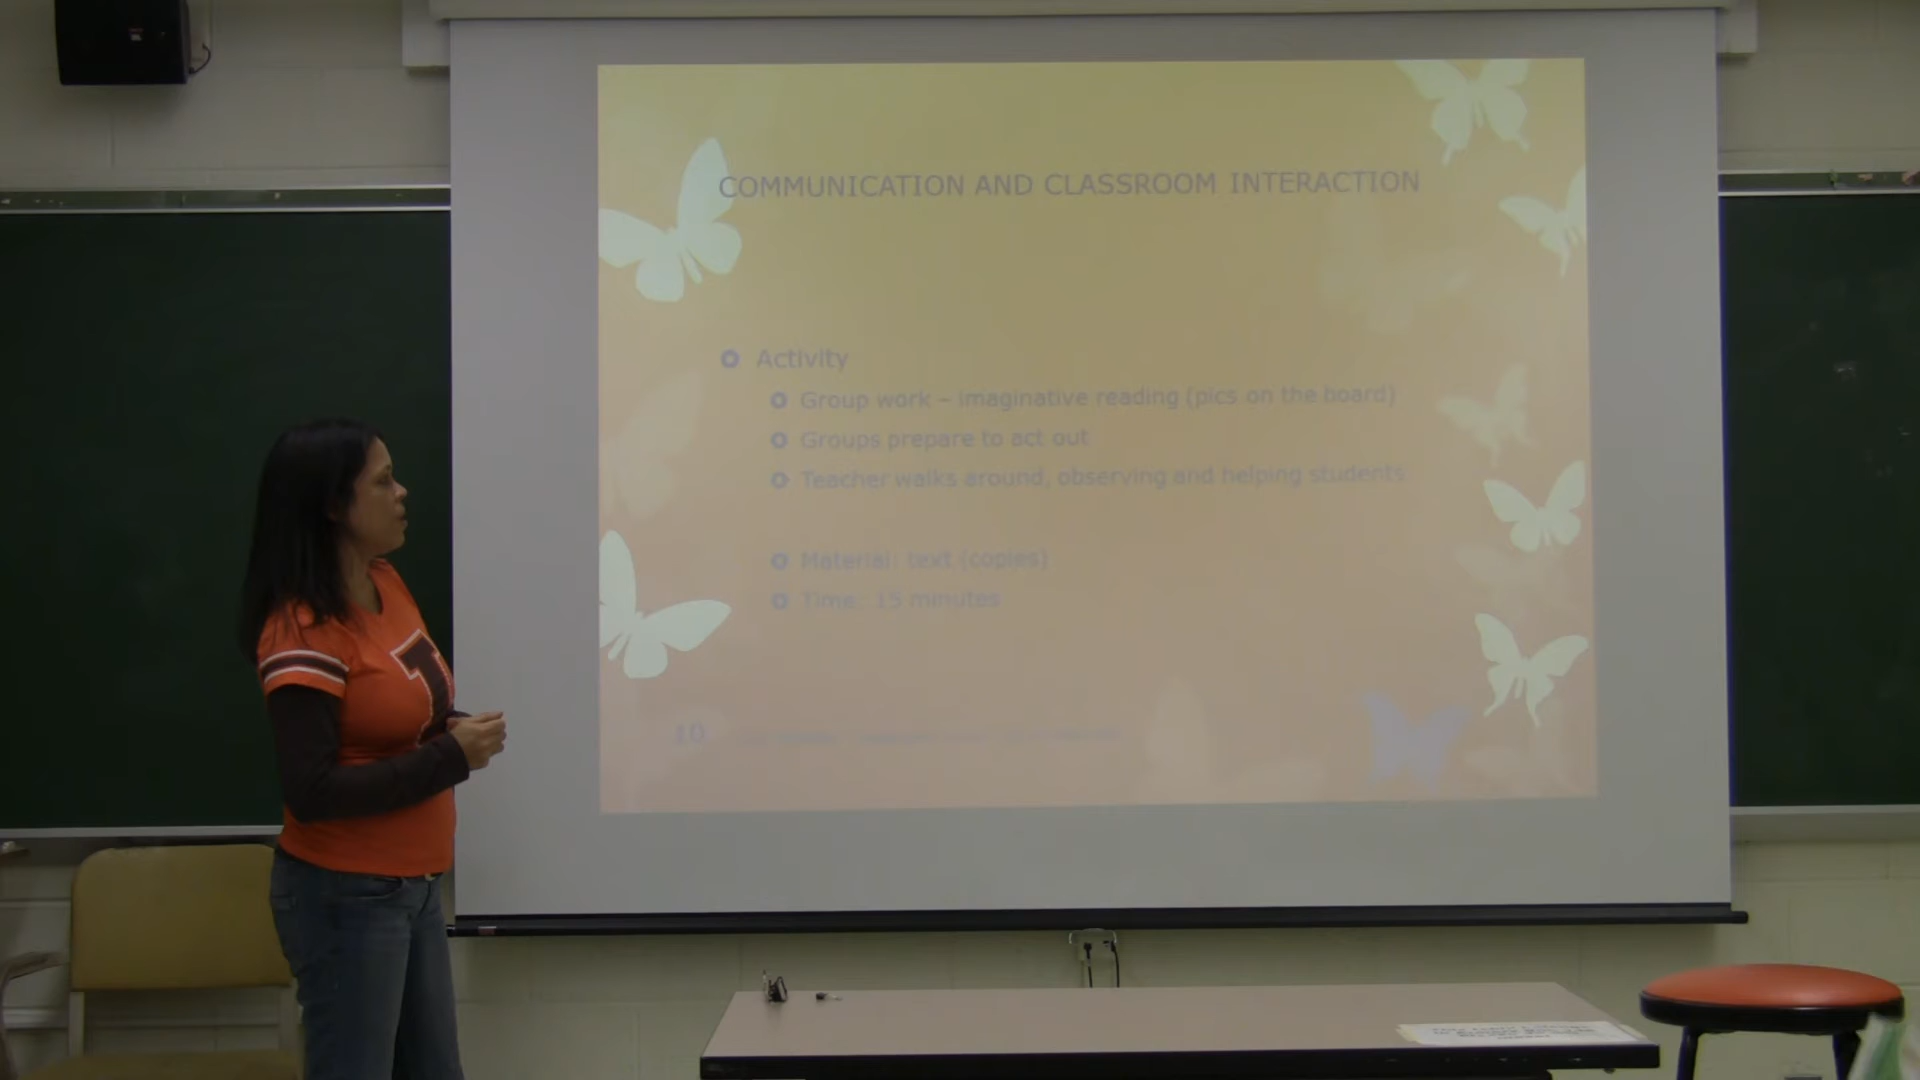 COMMUNICATION AND CLASSROOM INTERACTION
Activity
Group work – imaginative reading (pics on the board)
Groups prepare to act out
Teacher walks around, observing and helping students
Material: text (copies)
Time: 15 minutes
10
I